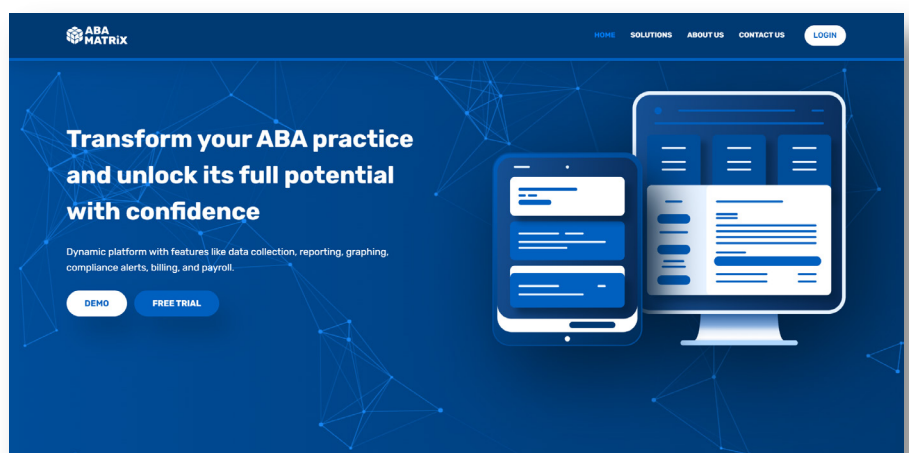 ABA
MATRiX
HOME SOLUTIONS ABOUT US CONTACT US LOGIN
Transform your ABA practice
and unlock its full potential
with confidence
Dynamic platform with features like data collection, reporting, graphing,
compliance alerts, billing, and payroll.
DEMO FREE TRIAL